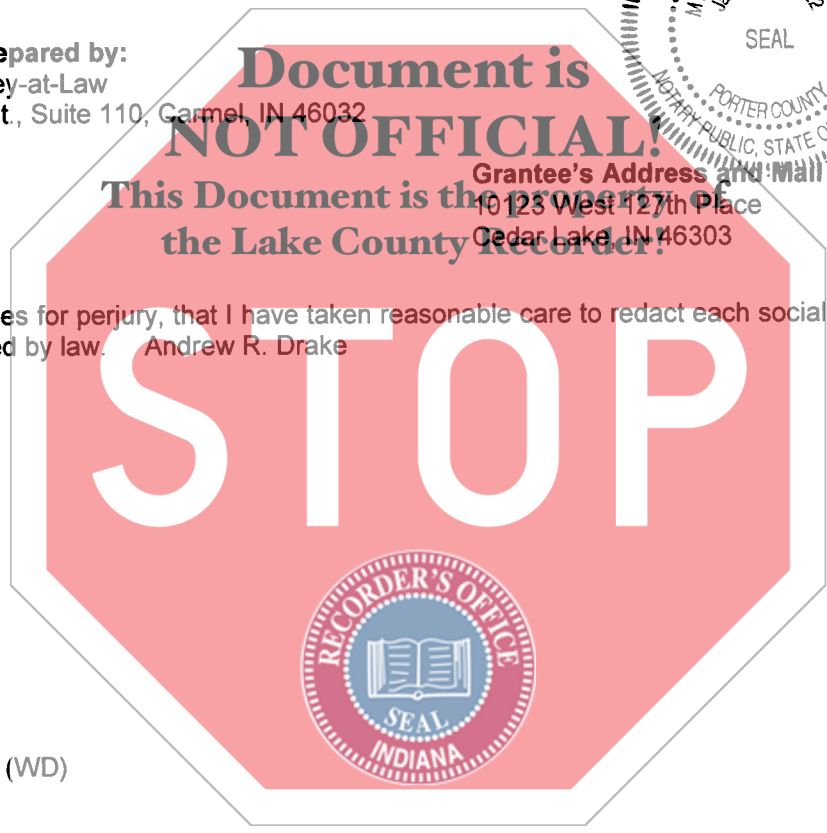 epared by:
ey-at-Law
t., Suite 110, Carmel, IN 46032
Document is
NOT OFFICIAL!
This Document is the property of
the Lake County Recorder!
SEAL
PORTER COUNTY
NOTARY PUBLIC, STATE O
Grantee's Address and Mail
10123 West 127th Place
Cedar Lake, IN 46303
es for perjury, that I have taken reasonable care to redact each social
ed by law. Andrew R. Drake
STOP
RECORDER'S OFFICE
SEAL
INDIANA
(WD)